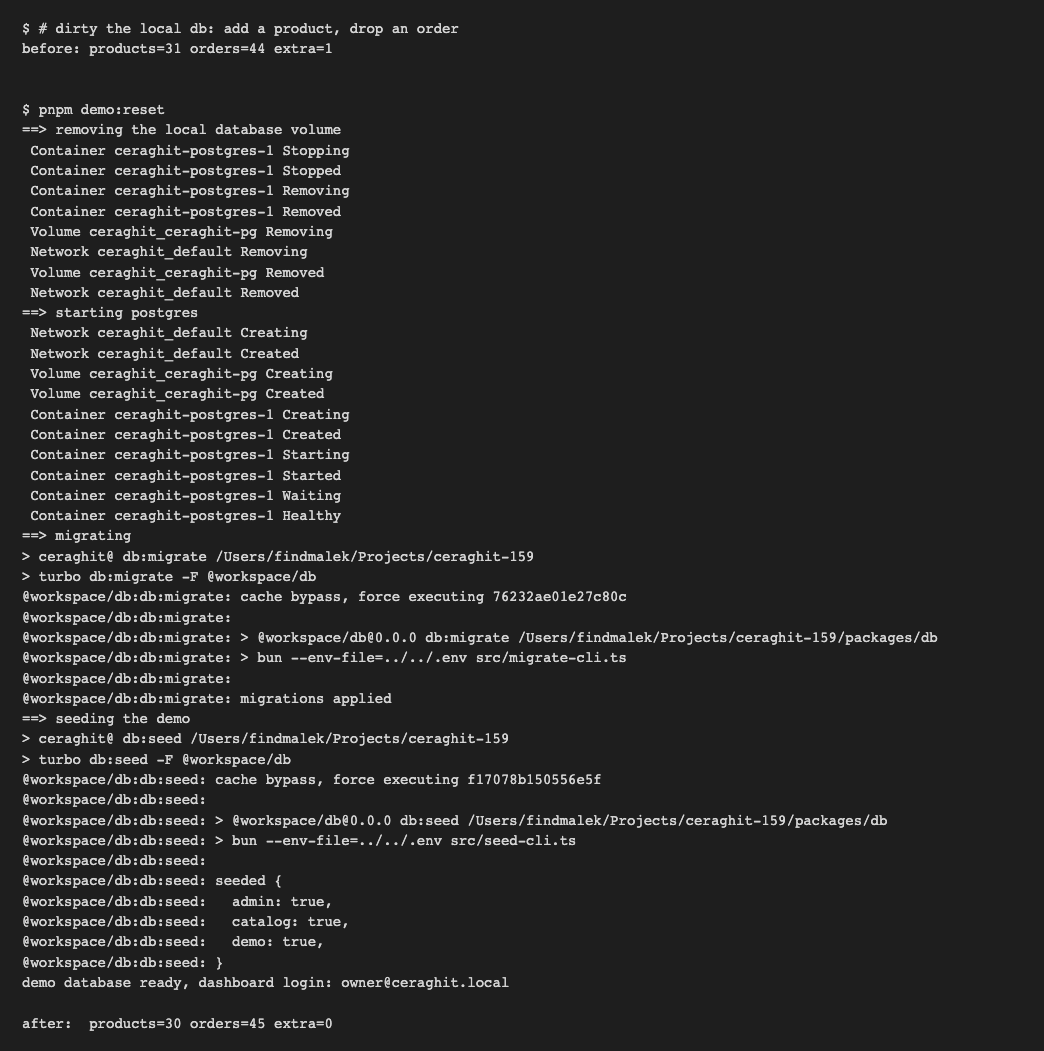 $ # dirty the local db: add a product, drop an order
before: products=31 orders=44 extra=1
$ pnpm demo:reset
==> removing the local database volume
Container ceraghit-postgres-1 Stopping
Container ceraghit-postgres-1 Stopped
Container ceraghit-postgres-1 Removing
Container ceraghit-postgres-1 Removed
Volume ceraghit_ceraghit-pg Removing
Network ceraghit_default Removing
Volume ceraghit_ceraghit-pg Removed
Network ceraghit_default Removed
==> starting postgres
Network ceraghit_default Creating
Network ceraghit_default Created
Volume ceraghit_ceraghit-pg Creating
Volume ceraghit_ceraghit-pg Created
Container ceraghit-postgres-1 Creating
Container ceraghit-postgres-1 Created
Container ceraghit-postgres-1 Starting
Container ceraghit-postgres-1 Started
Container ceraghit-postgres-1 Waiting
Container ceraghit-postgres-1 Healthy
==> migrating
> ceraghit@ db:migrate /Users/findmalek/Projects/ceraghit-159
> turbo db:migrate -F @workspace/db
@workspace/db:db:migrate: cache bypass, force executing 76232ae01e27c80c
@workspace/db:db:migrate:
@workspace/db:db:migrate: > @workspace/db@0.0.0 db:migrate /Users/findmalek/Projects/ceraghit-159/packages/db
@workspace/db:db:migrate: > bun --env-file=../../.env src/migrate-cli.ts
@workspace/db:db:migrate:
@workspace/db:db:migrate: migrations applied
==> seeding the demo
> ceraghit@ db:seed /Users/findmalek/Projects/ceraghit-159
> turbo db:seed -F @workspace/db
@workspace/db:db:seed: cache bypass, force executing f17078b150556e5f
@workspace/db:db:seed:
@workspace/db:db:seed: > @workspace/db@0.0.0 db:seed /Users/findmalek/Projects/ceraghit-159/packages/db
@workspace/db:db:seed: > bun --env-file=../../.env src/seed-cli.ts
@workspace/db:db:seed:
@workspace/db:db:seed: seeded {
@workspace/db:db:seed:   admin: true,
@workspace/db:db:seed:   catalog: true,
@workspace/db:db:seed:   demo: true,
@workspace/db:db:seed: }
demo database ready, dashboard login: owner@ceraghit.local
after:  products=30 orders=45 extra=0